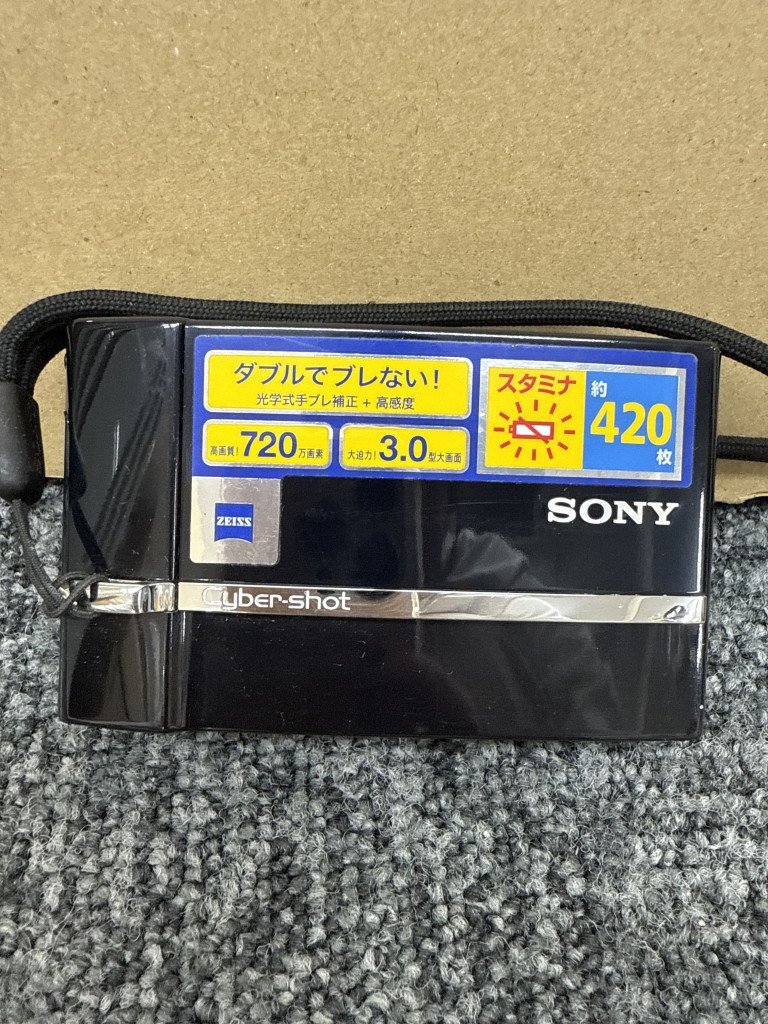 ダブルでブレない!
光学式手ブレ補正 + 高感度
高画質! 720 万画素
大迫力! 3.0 型大画面
スタミナ
約
420
枚
ZEISS
SONY
Cyber-shot